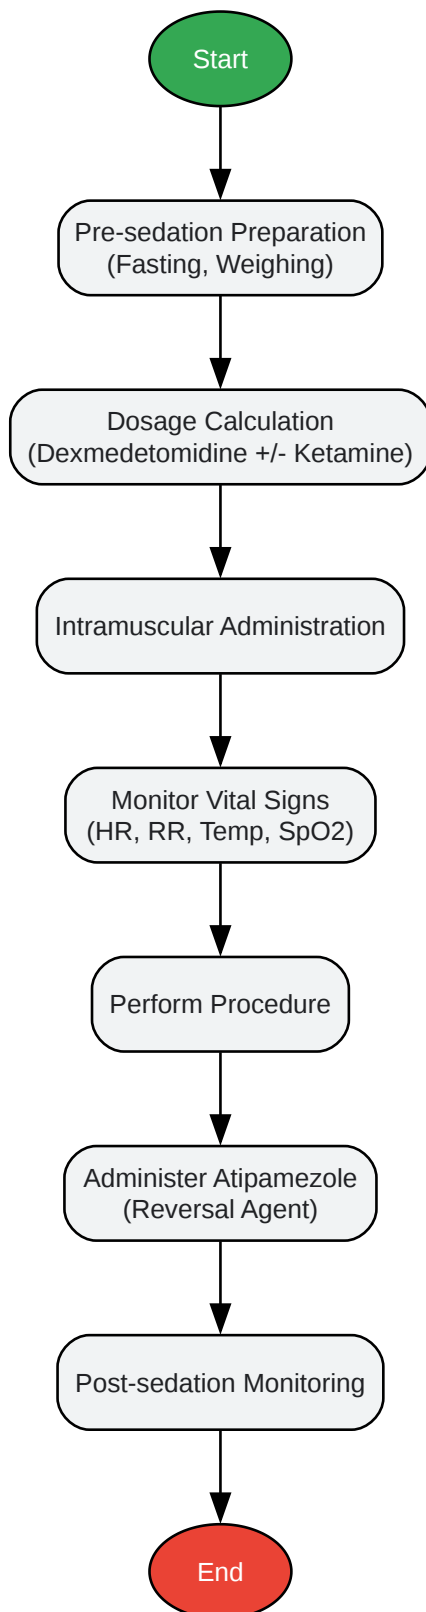 Start
Pre-sedation Preparation
(Fasting, Weighing)
Dosage Calculation
(Dexmedetomidine +/- Ketamine)
Intramuscular Administration
Monitor Vital Signs
(HR, RR, Temp, SpO2)
Perform Procedure
Administer Atipamezole
(Reversal Agent)
Post-sedation Monitoring
End